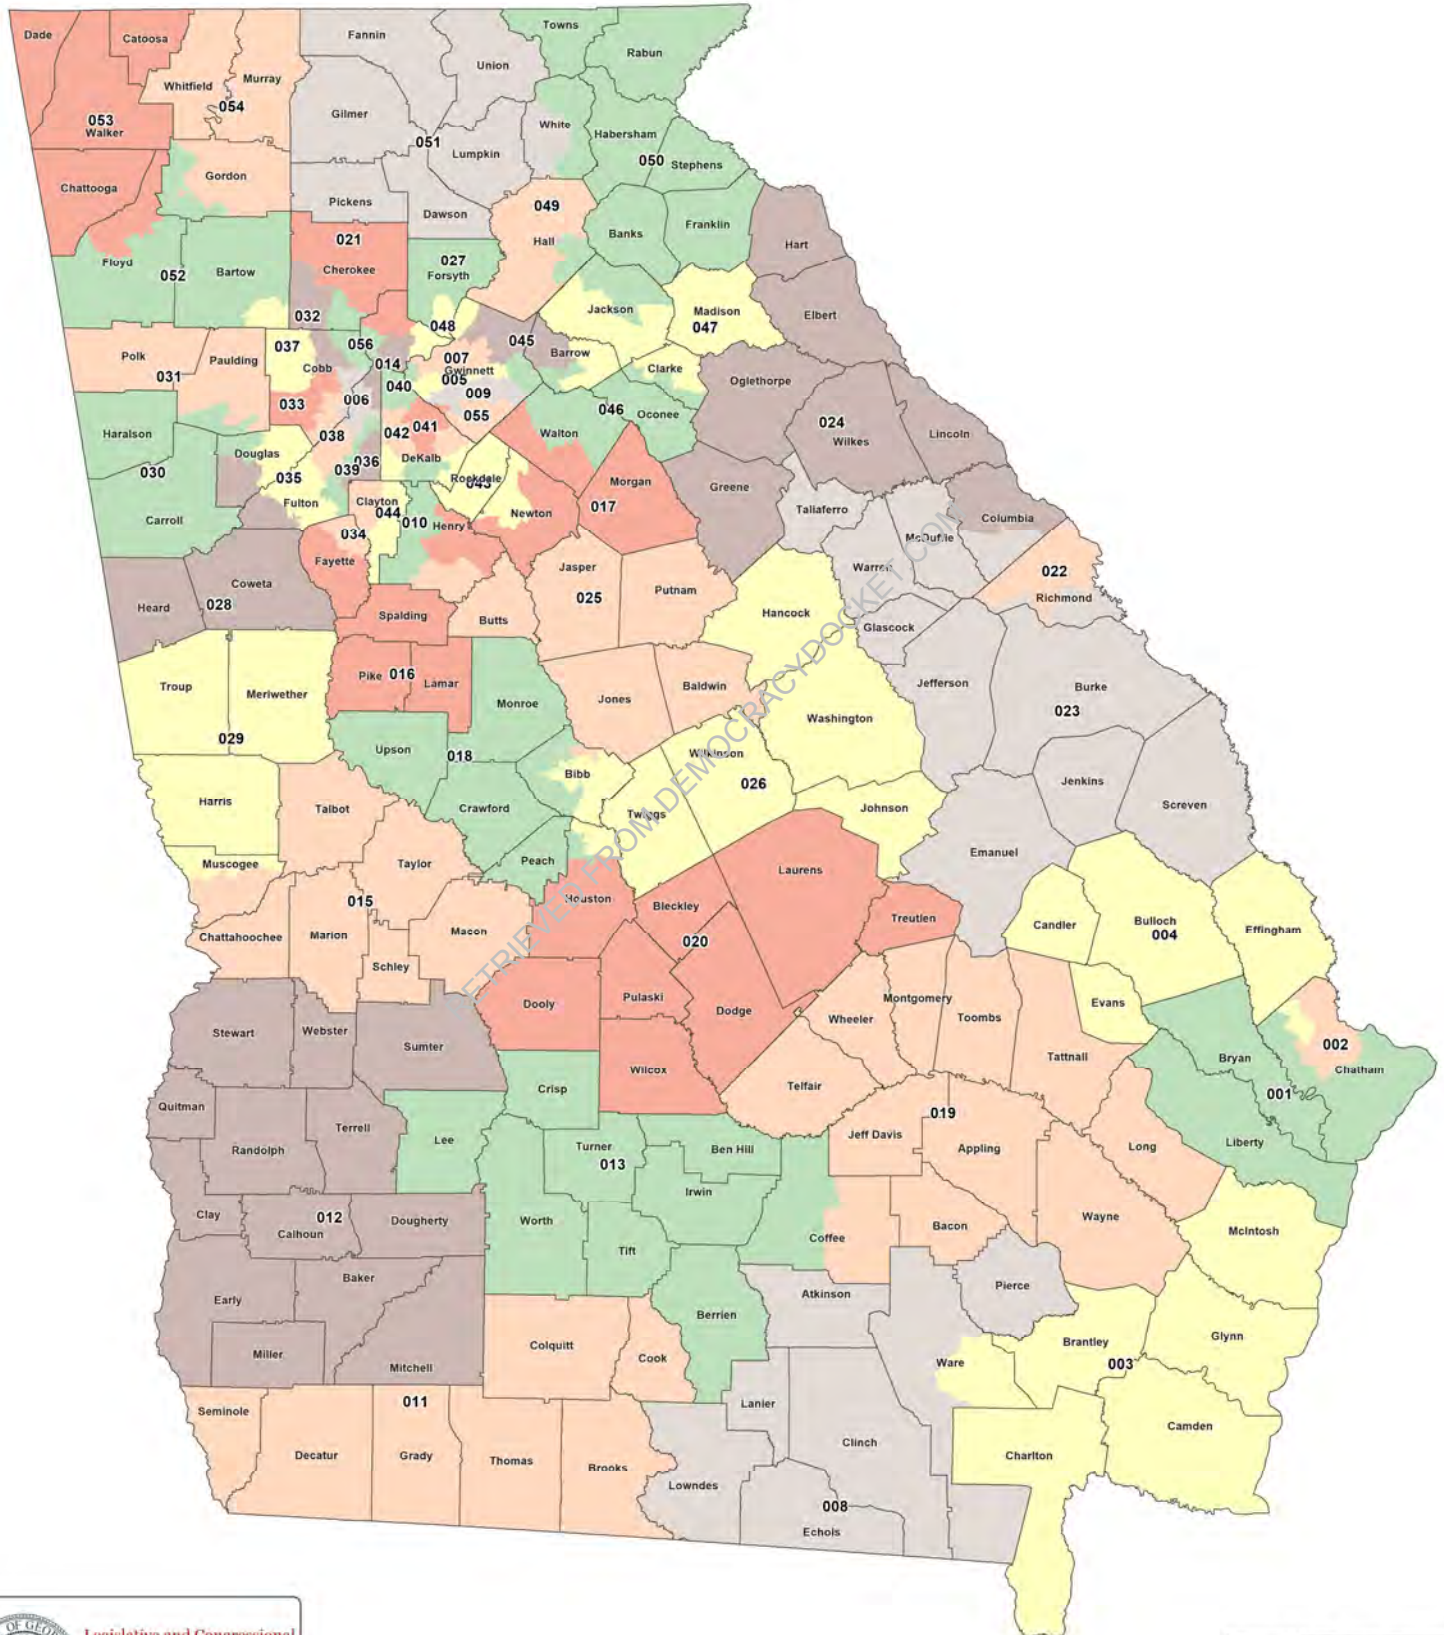 Dade
Catoosa
Fannin
Towns
Rabun
Union
Whitfield
Murray
054
Gilmer
053
Walker
White
Habersham
051
Lumpkin
050
Stephens
Chattooga
Gordon
Pickens
Dawson
049
Hall
Banks
Franklin
Hart
021
Cherokee
027
Forsyth
Floyd
052
Bartow
032
048
Jackson
Madison
047
Elbert
037
056
045
Barrow
Polk
Paulding
031
Cobb
014
007
Gwinnett
005
Clarke
040
009
Oglethorpe
033
006
055
046
Oconee
Haralson
038
042
041
Walton
024
Wilkes
Lincoln
Douglas
036
DeKalb
030
039
035
Rockdale
043
Morgan
Greene
Fulton
Clayton
044
017
Newton
Taliaferro
Carroll
010
Henry
Columbia
034
McDuffie
Fayette
Jasper
Warren
022
Heard
028
Coweta
025
Putnam
Richmond
Spalding
Butts
Hancock
Glascock
Troup
Meriwether
Pike
016
Lamar
Monroe
Jones
Baldwin
Jefferson
Burke
023
029
Upson
018
Washington
Wilkinson
026
Bibb
Jenkins
Harris
Talbot
Crawford
Twiggs
Johnson
Screven
Muscogee
Taylor
Peach
Laurens
Emanuel
015
Houston
Bleckley
Treutlen
Candler
Bulloch
004
Effingham
Chattahoochee
Marion
Macon
020
Schley
Dooly
Pulaski
Dodge
Montgomery
Evans
Stewart
Webster
Sumter
Wheeler
Toombs
Tattnall
002
Chatham
Bryan
Wilcox
Crisp
Telfair
001
Quitman
Terrell
Lee
019
Jeff Davis
Appling
Long
Liberty
Randolph
Turner
013
Ben Hill
Irwin
Clay
012
Calhoun
Dougherty
Worth
Tift
Coffee
Bacon
Wayne
McIntosh
Early
Baker
Atkinson
Pierce
Berrien
Miller
Mitchell
Colquitt
Cook
Ware
Brantley
003
Glynn
Seminole
011
Lanier
Camden
Decatur
Grady
Thomas
Brooks
Clinch
Charlton
Lowndes
008
Echols
ETRIEVED FROM DEMOCRACYDOCKET.COM
OF GEO
Legislative and Congressional